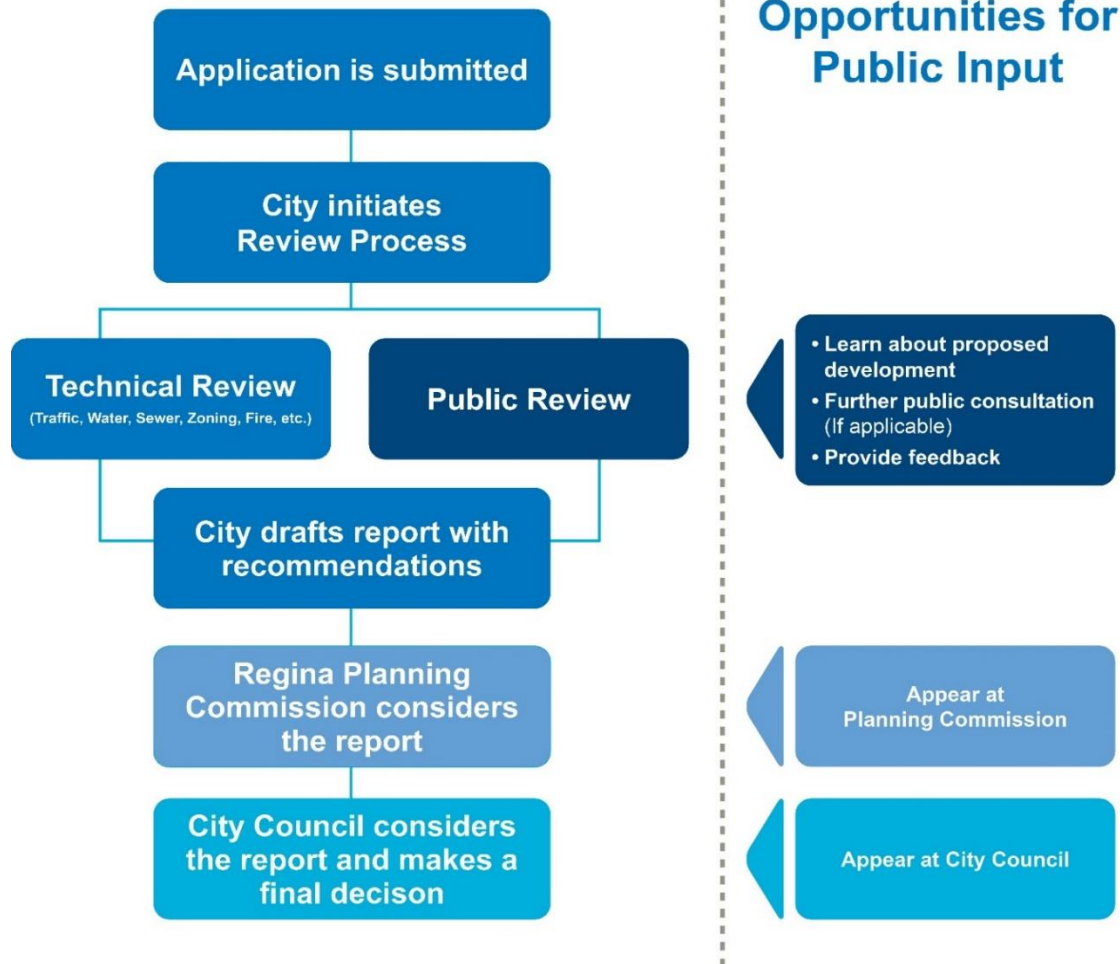 Application is submitted
City initiates
Review Process
Technical Review
(Traffic, Water, Sewer, Zoning, Fire, etc.)
Public Review
City drafts report with
recommendations
Regina Planning
Commission considers
the report
City Council considers
the report and makes a
final decison
Opportunities for
Public Input
• Learn about proposed
development
• Further public consultation
(If applicable)
• Provide feedback
Appear at
Planning Commission
Appear at City Council